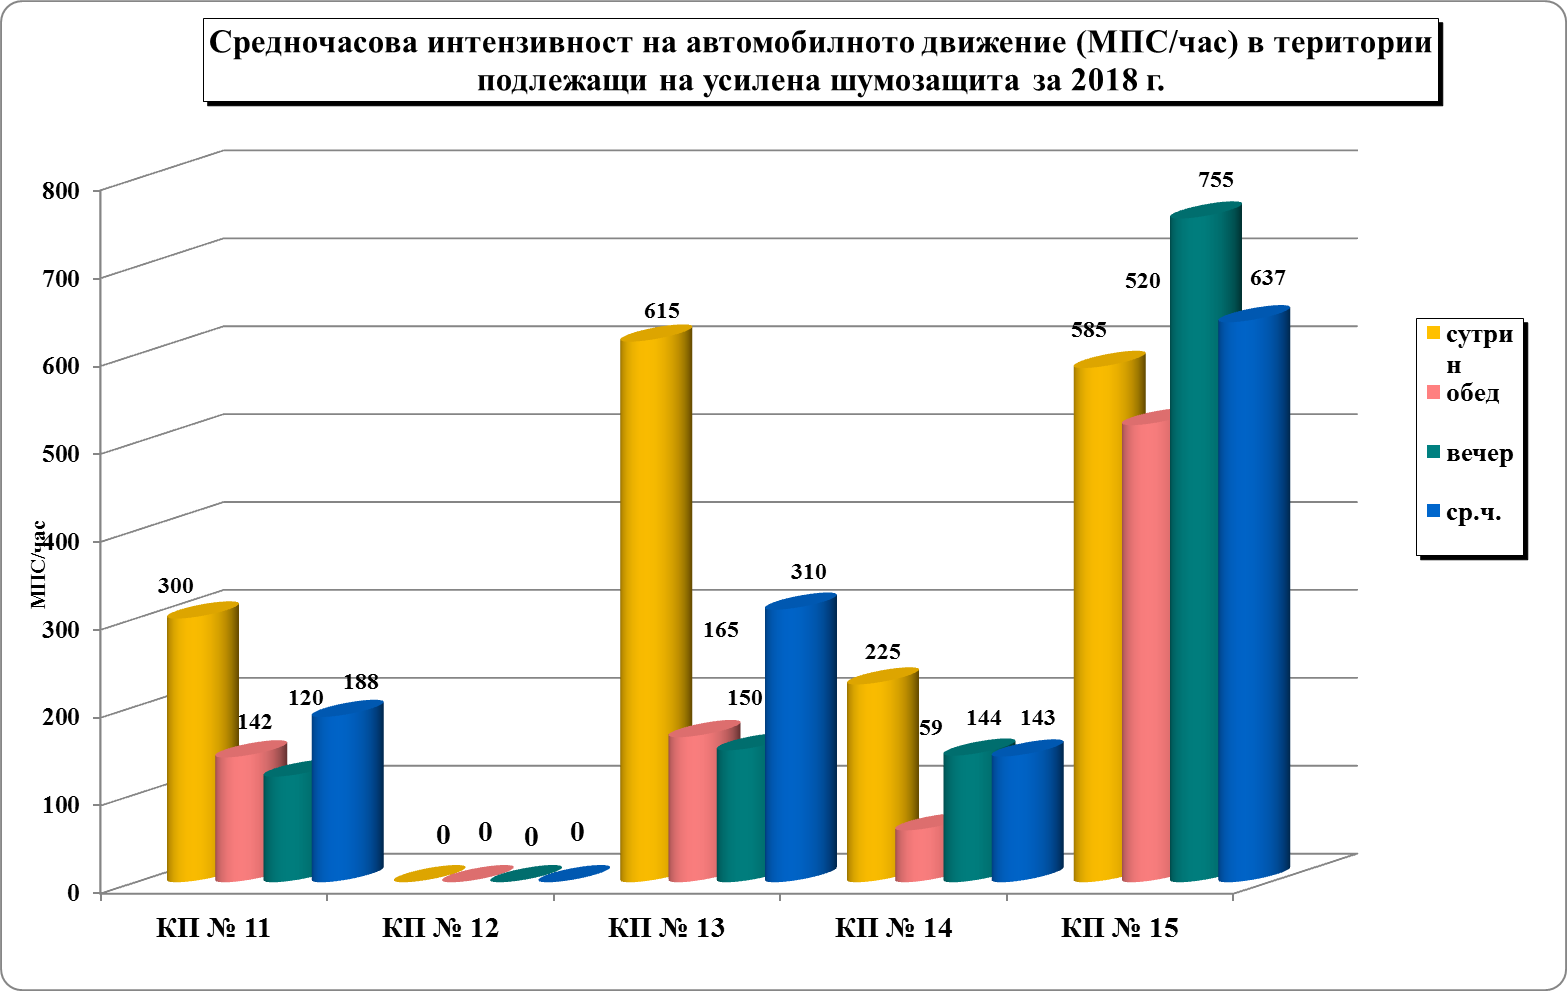 Средночасова интензивност на автомобилното движение (МПС/час) в територии
подлежащи на усилена шумозащита за 2018 г.
800
700
600
500
400
300
200
100
0
МПС/час
300
142
120
188
0
0
0
0
615
165
150
310
225
59
144
143
585
520
755
637
КП № 11
КП № 12
КП № 13
КП № 14
КП № 15
сутри
н
обед
вечер
ср.ч.